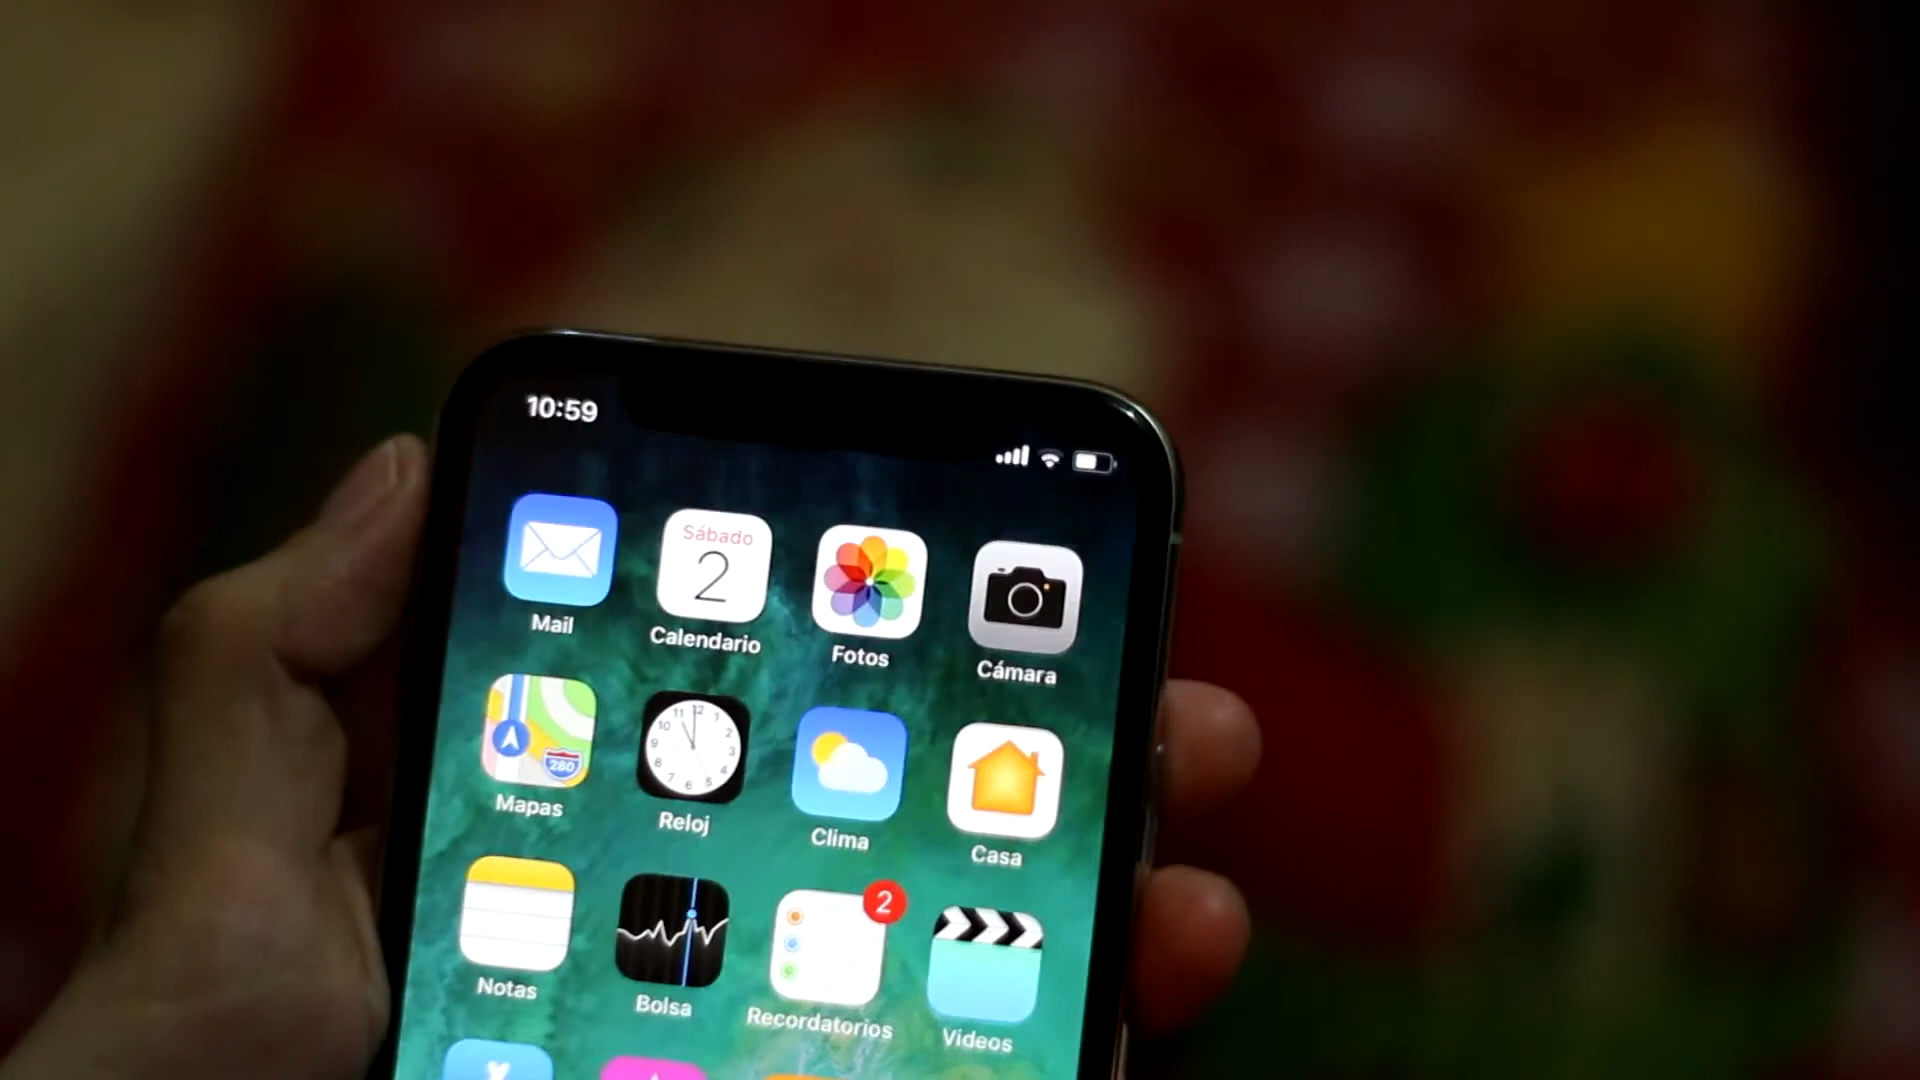 10:59
Sábado
2
Mail
Calendario
Fotos
Cámara
280
Mapas
Reloj
Clima
Casa
2
Notas
Bolsa
Recordatorios
Videos